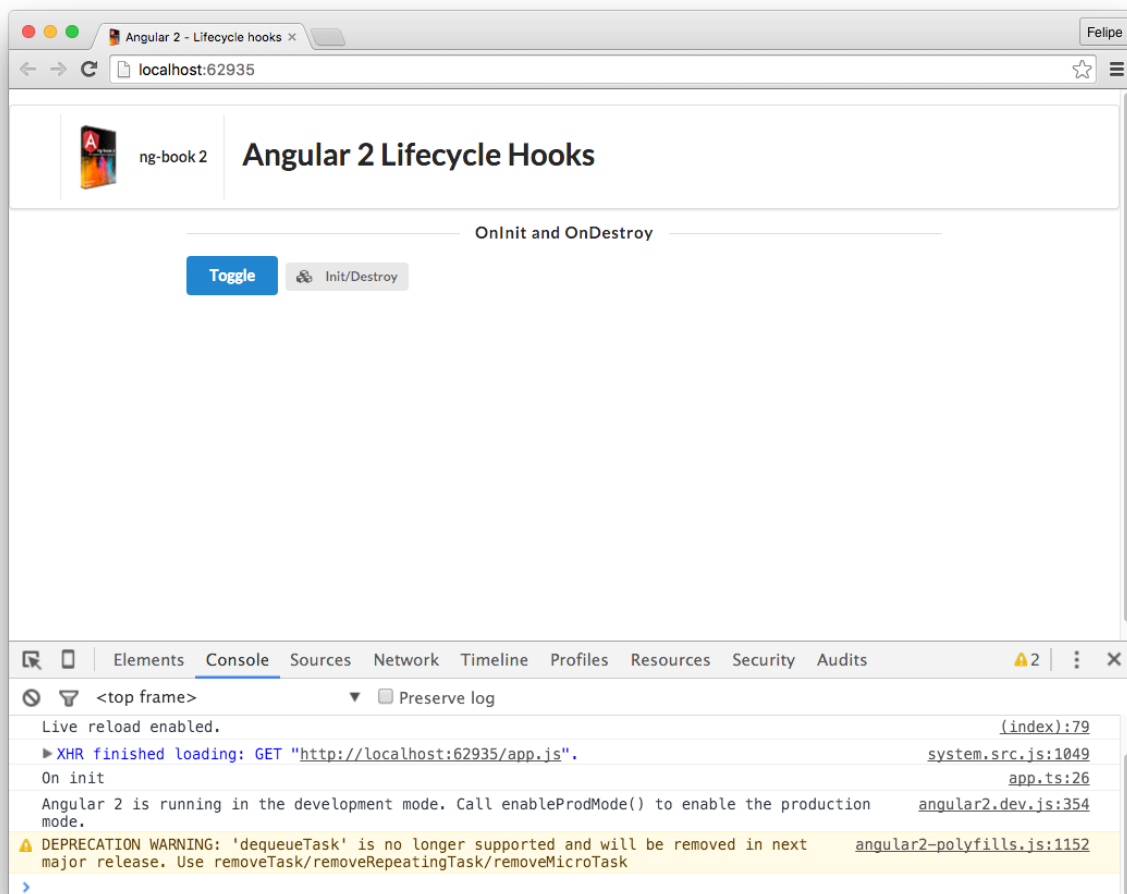 Angular 2 - Lifecycle hooks
Felipe
localhost:62935
ng-book 2
Angular 2 Lifecycle Hooks
OnInit and OnDestroy
Toggle
Init/Destroy
Elements Console Sources Network Timeline Profiles Resources Security Audits 2
<top frame> Preserve log
Live reload enabled. (index):79
XHR finished loading: GET "http://localhost:62935/app.js". system.src.js:1049
On init app.ts:26
Angular 2 is running in the development mode. Call enableProdMode() to enable the production angular2.dev.js:354
mode.
DEPRECATION WARNING: 'dequeueTask' is no longer supported and will be removed in next angular2-polyfills.js:1152
major release. Use removeTask/removeRepeatingTask/removeMicroTask